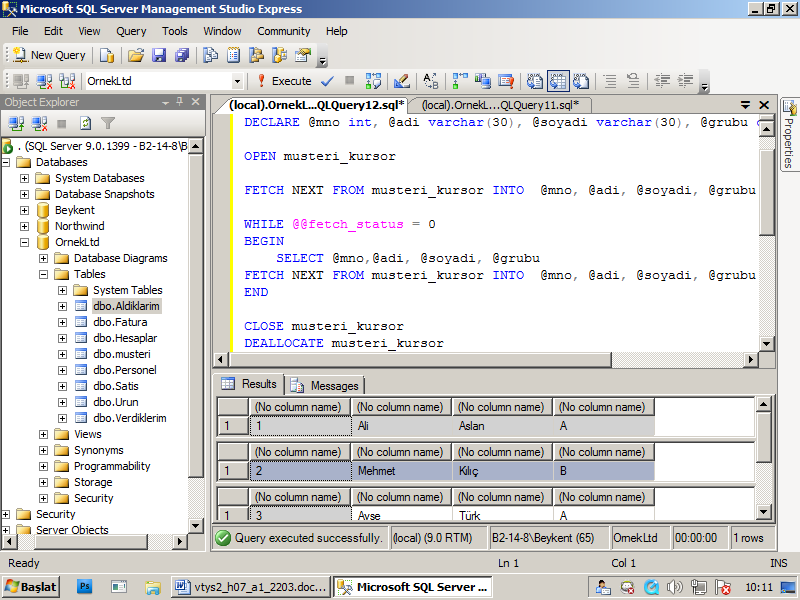 Microsoft SQL Server Management Studio Express
File Edit View Query Tools Window Community Help
New Query
OrnekLtd Execute
Object Explorer
. (SQL Server 9.0.1399 - B2-14-8\B
Databases
System Databases
Database Snapshots
Beykent
Northwind
OrnekLtd
Database Diagrams
Tables
System Tables
dbo.Aldiklarim
dbo.Fatura
dbo.Hesaplar
dbo.musteri
dbo.Personel
dbo.Satis
dbo.Urun
dbo.Verdiklerim
Views
Synonyms
Programmability
Storage
Security
Security
Server Objects
(local).OrnekL...QLQuery12.sql* (local).OrnekL...QLQuery11.sql*
DECLARE @mno int, @adi varchar(30), @soyadi varchar(30), @grubu
OPEN musteri_kursor
FETCH NEXT FROM musteri_kursor INTO @mno, @adi, @soyadi, @grubu
WHILE @@fetch_status = 0
BEGIN
SELECT @mno,@adi, @soyadi, @grubu
FETCH NEXT FROM musteri_kursor INTO @mno, @adi, @soyadi, @grubu
END
CLOSE musteri_kursor
DEALLOCATE musteri_kursor
Properties
Results Messages
(No column name) (No column name) (No column name) (No column name)
1 1 Ali Aslan A
(No column name) (No column name) (No column name) (No column name)
1 2 Mehmet Kılıç B
(No column name) (No column name) (No column name) (No column name)
1 3 Ayşe Türk A
Query executed successfully. (local) (9.0 RTM) B2-14-8\Beykent (65) OrnekLtd 00:00:00 1 rows
Ready Ln 1 Col 1 INS
Başlat Ps vtys2_h07_a1_2203.doc... Microsoft SQL Server ... 10:11